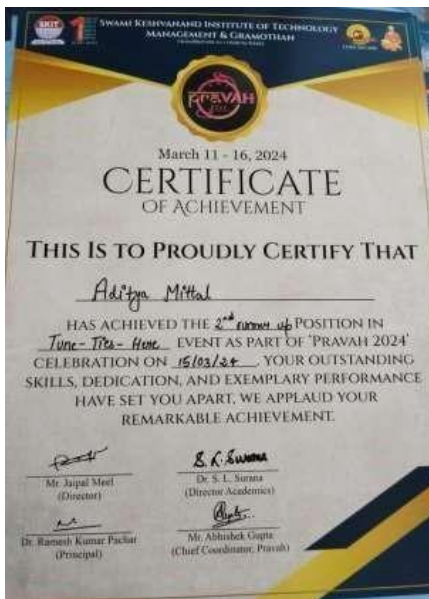 SKIT
SWAMI KESHVANAND INSTITUTE OF TECHNOLOGY
MANAGEMENT & GRAMOTHAN
PRAVAH
March 11 - 16, 2024
CERTIFICATE
OF ACHIEVEMENT
THIS IS TO PROUDLY CERTIFY THAT
Aditya Mittal
HAS ACHIEVED THE 2nd runner up POSITION IN
Tune-Ties-Hene EVENT AS PART OF 'PRAVAH 2024'
CELEBRATION ON 15/03/24. YOUR OUTSTANDING
SKILLS, DEDICATION, AND EXEMPLARY PERFORMANCE
HAVE SET YOU APART, WE APPLAUD YOUR
REMARKABLE ACHIEVEMENT.
Mr. Jaipal Meel
(Director)
S. L. Surana
Dr. S. L. Surana
(Director Academics)
Dr. Ramesh Kumar Pachar
(Principal)
Mr. Abhishek Gupta
(Chief Coordinator, Pravah)